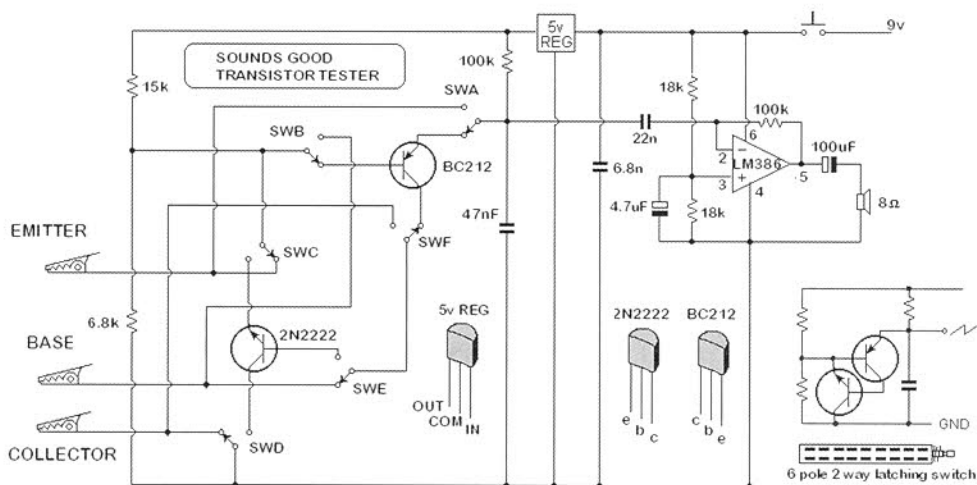 5v
REG
9v
SOUNDS GOOD
TRANSISTOR TESTER
15k
100k
SWA
18k
100k
SWB
22n
6
2
LM386
100uF
BC212
6.8n
3
4
5
4.7uF
18k
8Ω
47nF
EMITTER
SWC
SWF
6.8k
2N2222
5v REG
2N2222
BC212
BASE
SWE
OUT
COM
IN
e
b
c
c
b
e
GND
COLLECTOR
SWD
6 pole 2 way latching switch